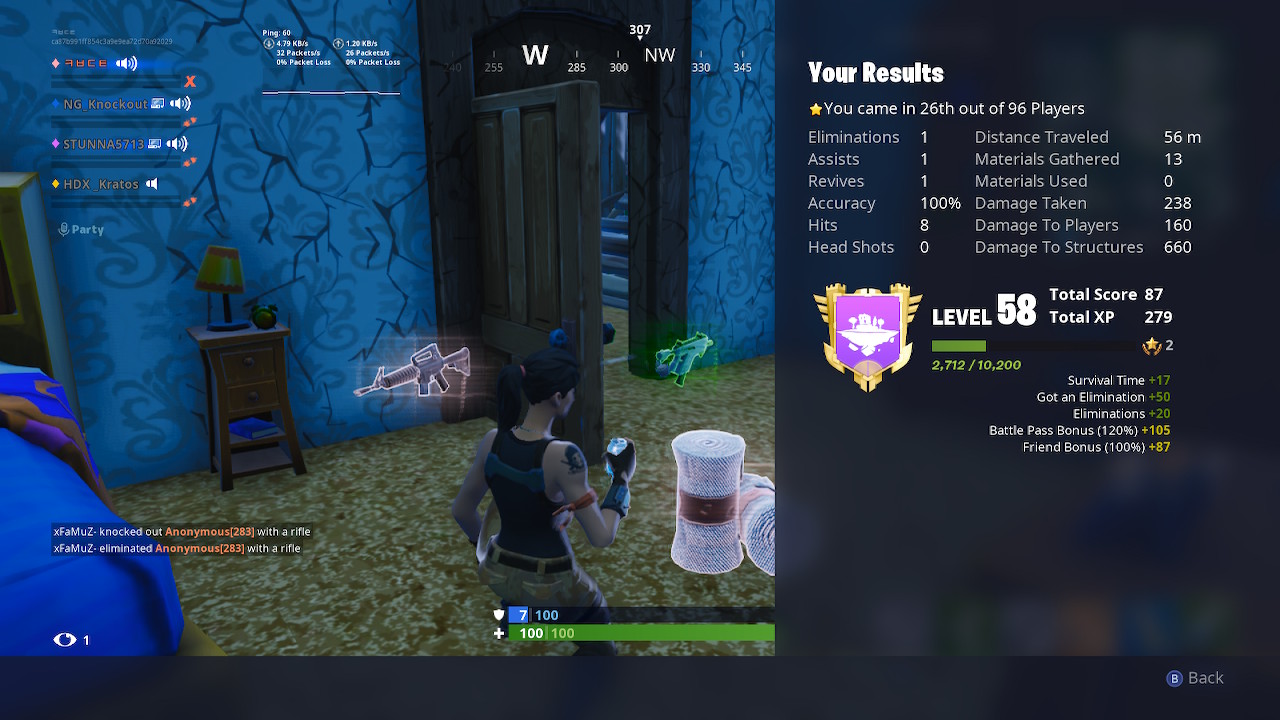 ㅋㅂㄷㅌ
Ping: 60
4.79 KB/s
32 Packets/s
0% Packet Loss
1.20 KB/s
26 Packets/s
0% Packet Loss
307
240 255 W 285 300 NW 330 345
ㅋㅂㄷㅌ
X
NG_Knockout
STUNNA5713
HDX_Kratos
Party
xFaMuZ- knocked out Anonymous[283] with a rifle
xFaMuZ- eliminated Anonymous[283] with a rifle
1
7 100
100 100
Your Results
You came in 26th out of 96 Players
Eliminations 1 Distance Traveled 56 m
Assists 1 Materials Gathered 13
Revives 1 Materials Used 0
Accuracy 100% Damage Taken 238
Hits 8 Damage To Players 160
Head Shots 0 Damage To Structures 660
LEVEL 58
Total Score 87
Total XP 279
2
2,712 / 10,200
Survival Time +17
Got an Elimination +50
Eliminations +20
Battle Pass Bonus (120%) +105
Friend Bonus (100%) +87
B Back